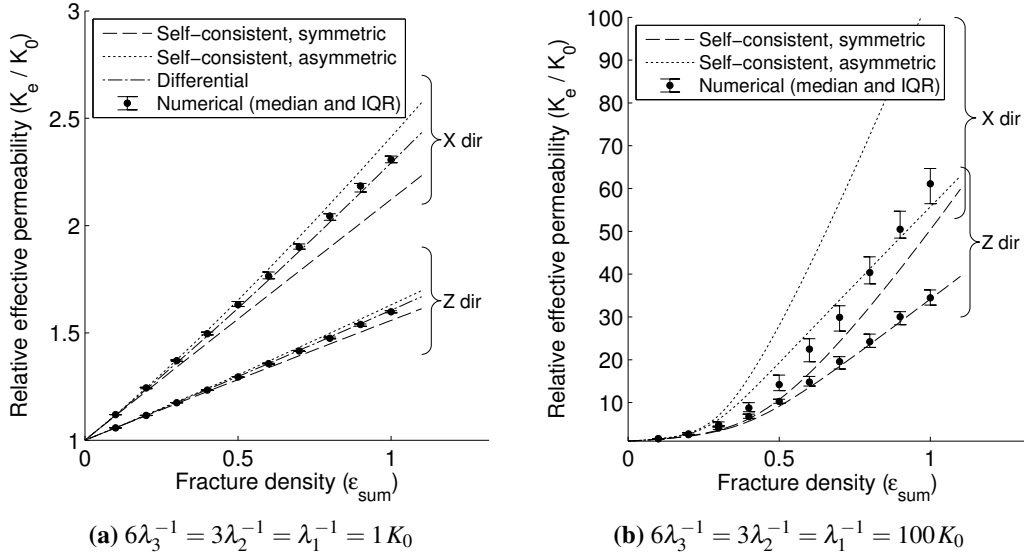 3
2.5
2
1.5
1
0
0.5
1
Relative effective permeability (K_e / K_0)
Fracture density (ε_sum)
Self−consistent, symmetric
Self−consistent, asymmetric
Differential
Numerical (median and IQR)
X dir
Z dir
(a) 6λ_3^{-1} = 3λ_2^{-1} = λ_1^{-1} = 1 K_0
100
90
80
70
60
50
40
30
20
10
0
0.5
1
Relative effective permeability (K_e / K_0)
Fracture density (ε_sum)
Self−consistent, symmetric
Self−consistent, asymmetric
Numerical (median and IQR)
X dir
Z dir
(b) 6λ_3^{-1} = 3λ_2^{-1} = λ_1^{-1} = 100 K_0